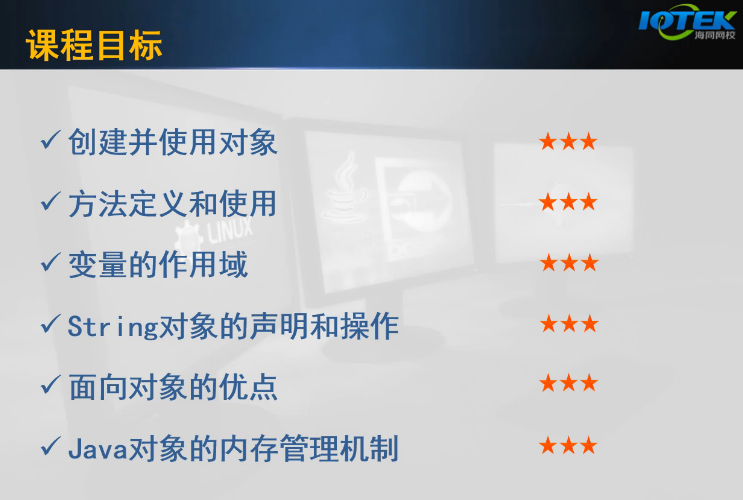 课程目标
IOTEK
海同网校
✓ 创建并使用对象 ★★★
✓ 方法定义和使用 ★★★
✓ 变量的作用域 ★★★
✓ String对象的声明和操作 ★★★
✓ 面向对象的优点 ★★★
✓ Java对象的内存管理机制 ★★★
LINUX